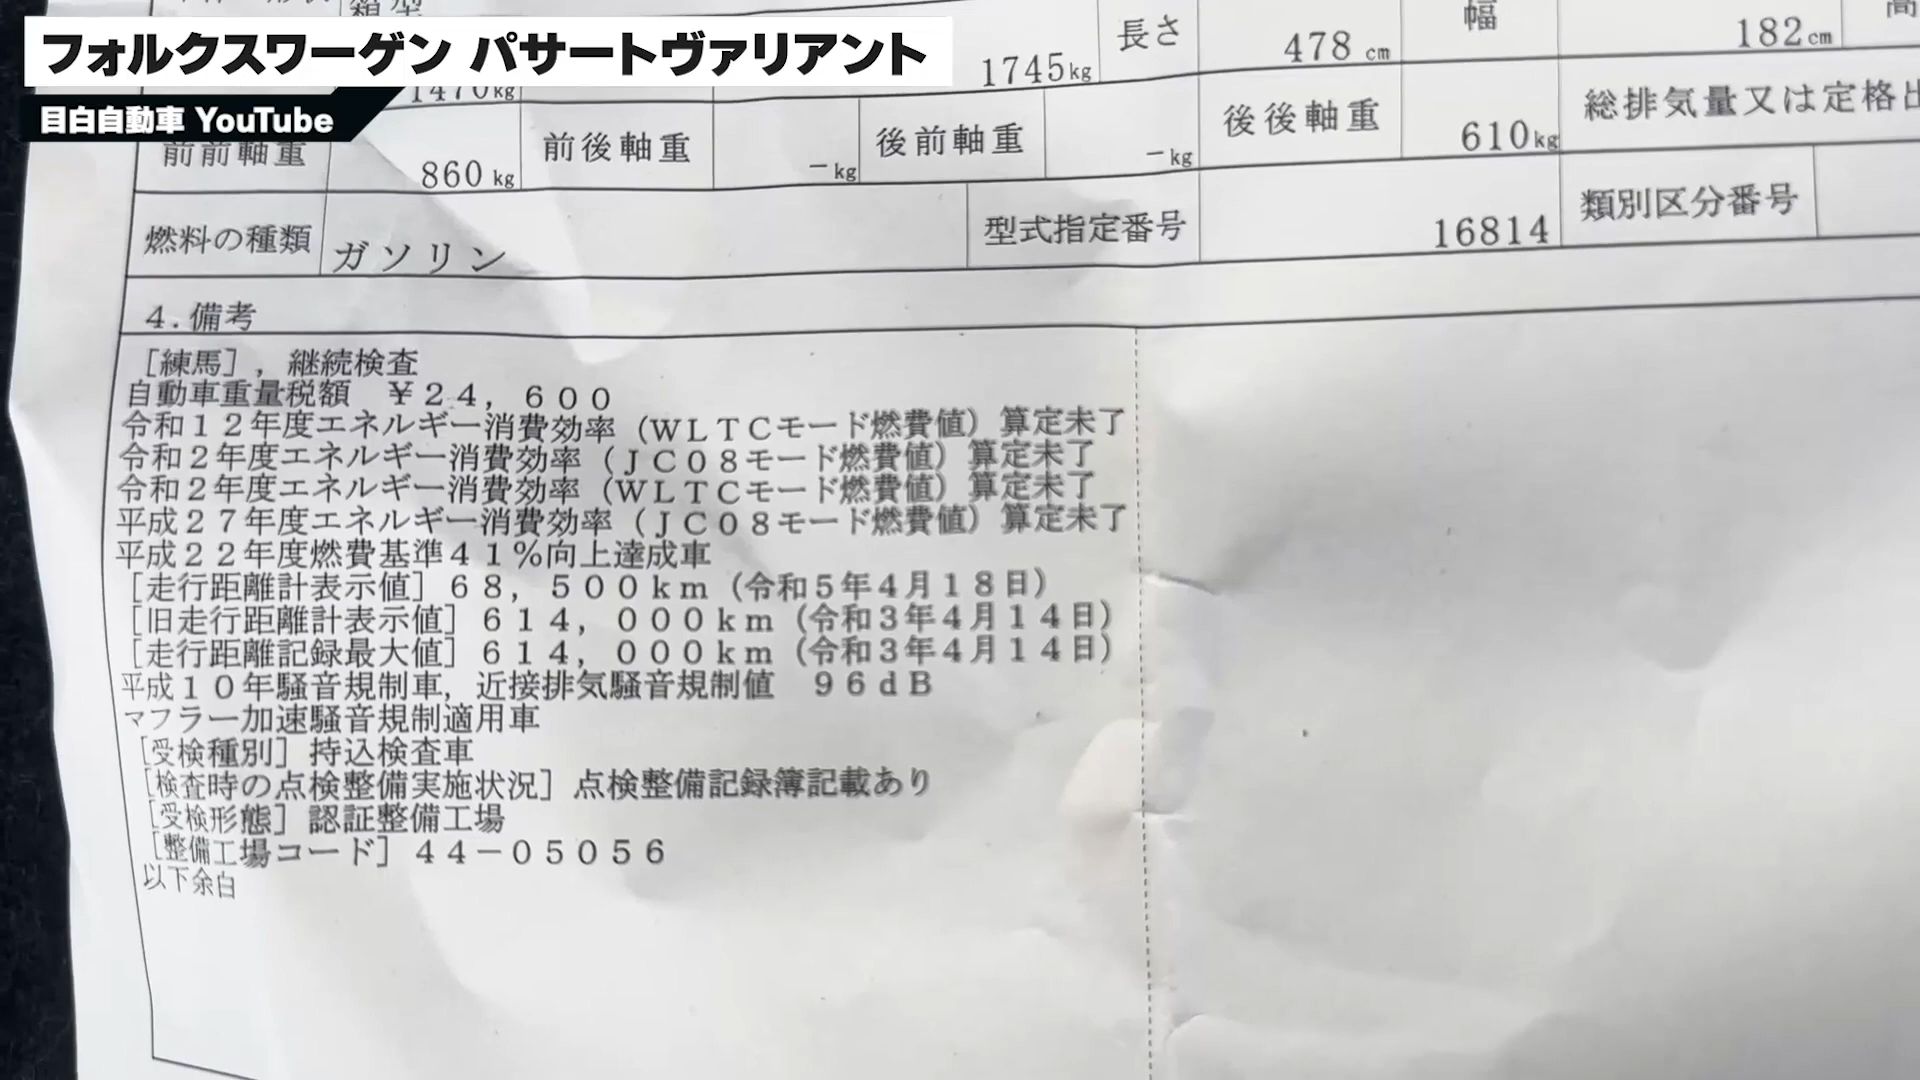 フォルクスワーゲン パサートヴァリアント
目白自動車 YouTube
類型
1745kg 長さ 478cm 幅 182cm
1470kg
前前軸重 860kg 前後軸重 －kg 後前軸重 －kg 後後軸重 610kg 総排気量又は定格出
燃料の種類 ガソリン 型式指定番号 16814 類別区分番号
4.備考
［練馬］，継続検査
自動車重量税額　￥２４，６００
令和１２年度エネルギー消費効率（ＷＬＴＣモード燃費値）算定未了
令和２年度エネルギー消費効率（ＪＣ０８モード燃費値）算定未了
令和２年度エネルギー消費効率（ＷＬＴＣモード燃費値）算定未了
平成２７年度エネルギー消費効率（ＪＣ０８モード燃費値）算定未了
平成２２年度燃費基準４１％向上達成車
［走行距離計表示値］６８，５００ｋｍ（令和５年４月１８日）
［旧走行距離計表示値］６１４，０００ｋｍ（令和３年４月１４日）
［走行距離記録最大値］６１４，０００ｋｍ（令和３年４月１４日）
平成１０年騒音規制車，近接排気騒音規制値　９６ｄＢ
マフラー加速騒音規制適用車
［受検種別］持込検査車
［検査時の点検整備実施状況］点検整備記録簿記載あり
［受検形態］認証整備工場
［整備工場コード］４４－０５０５６
以下余白